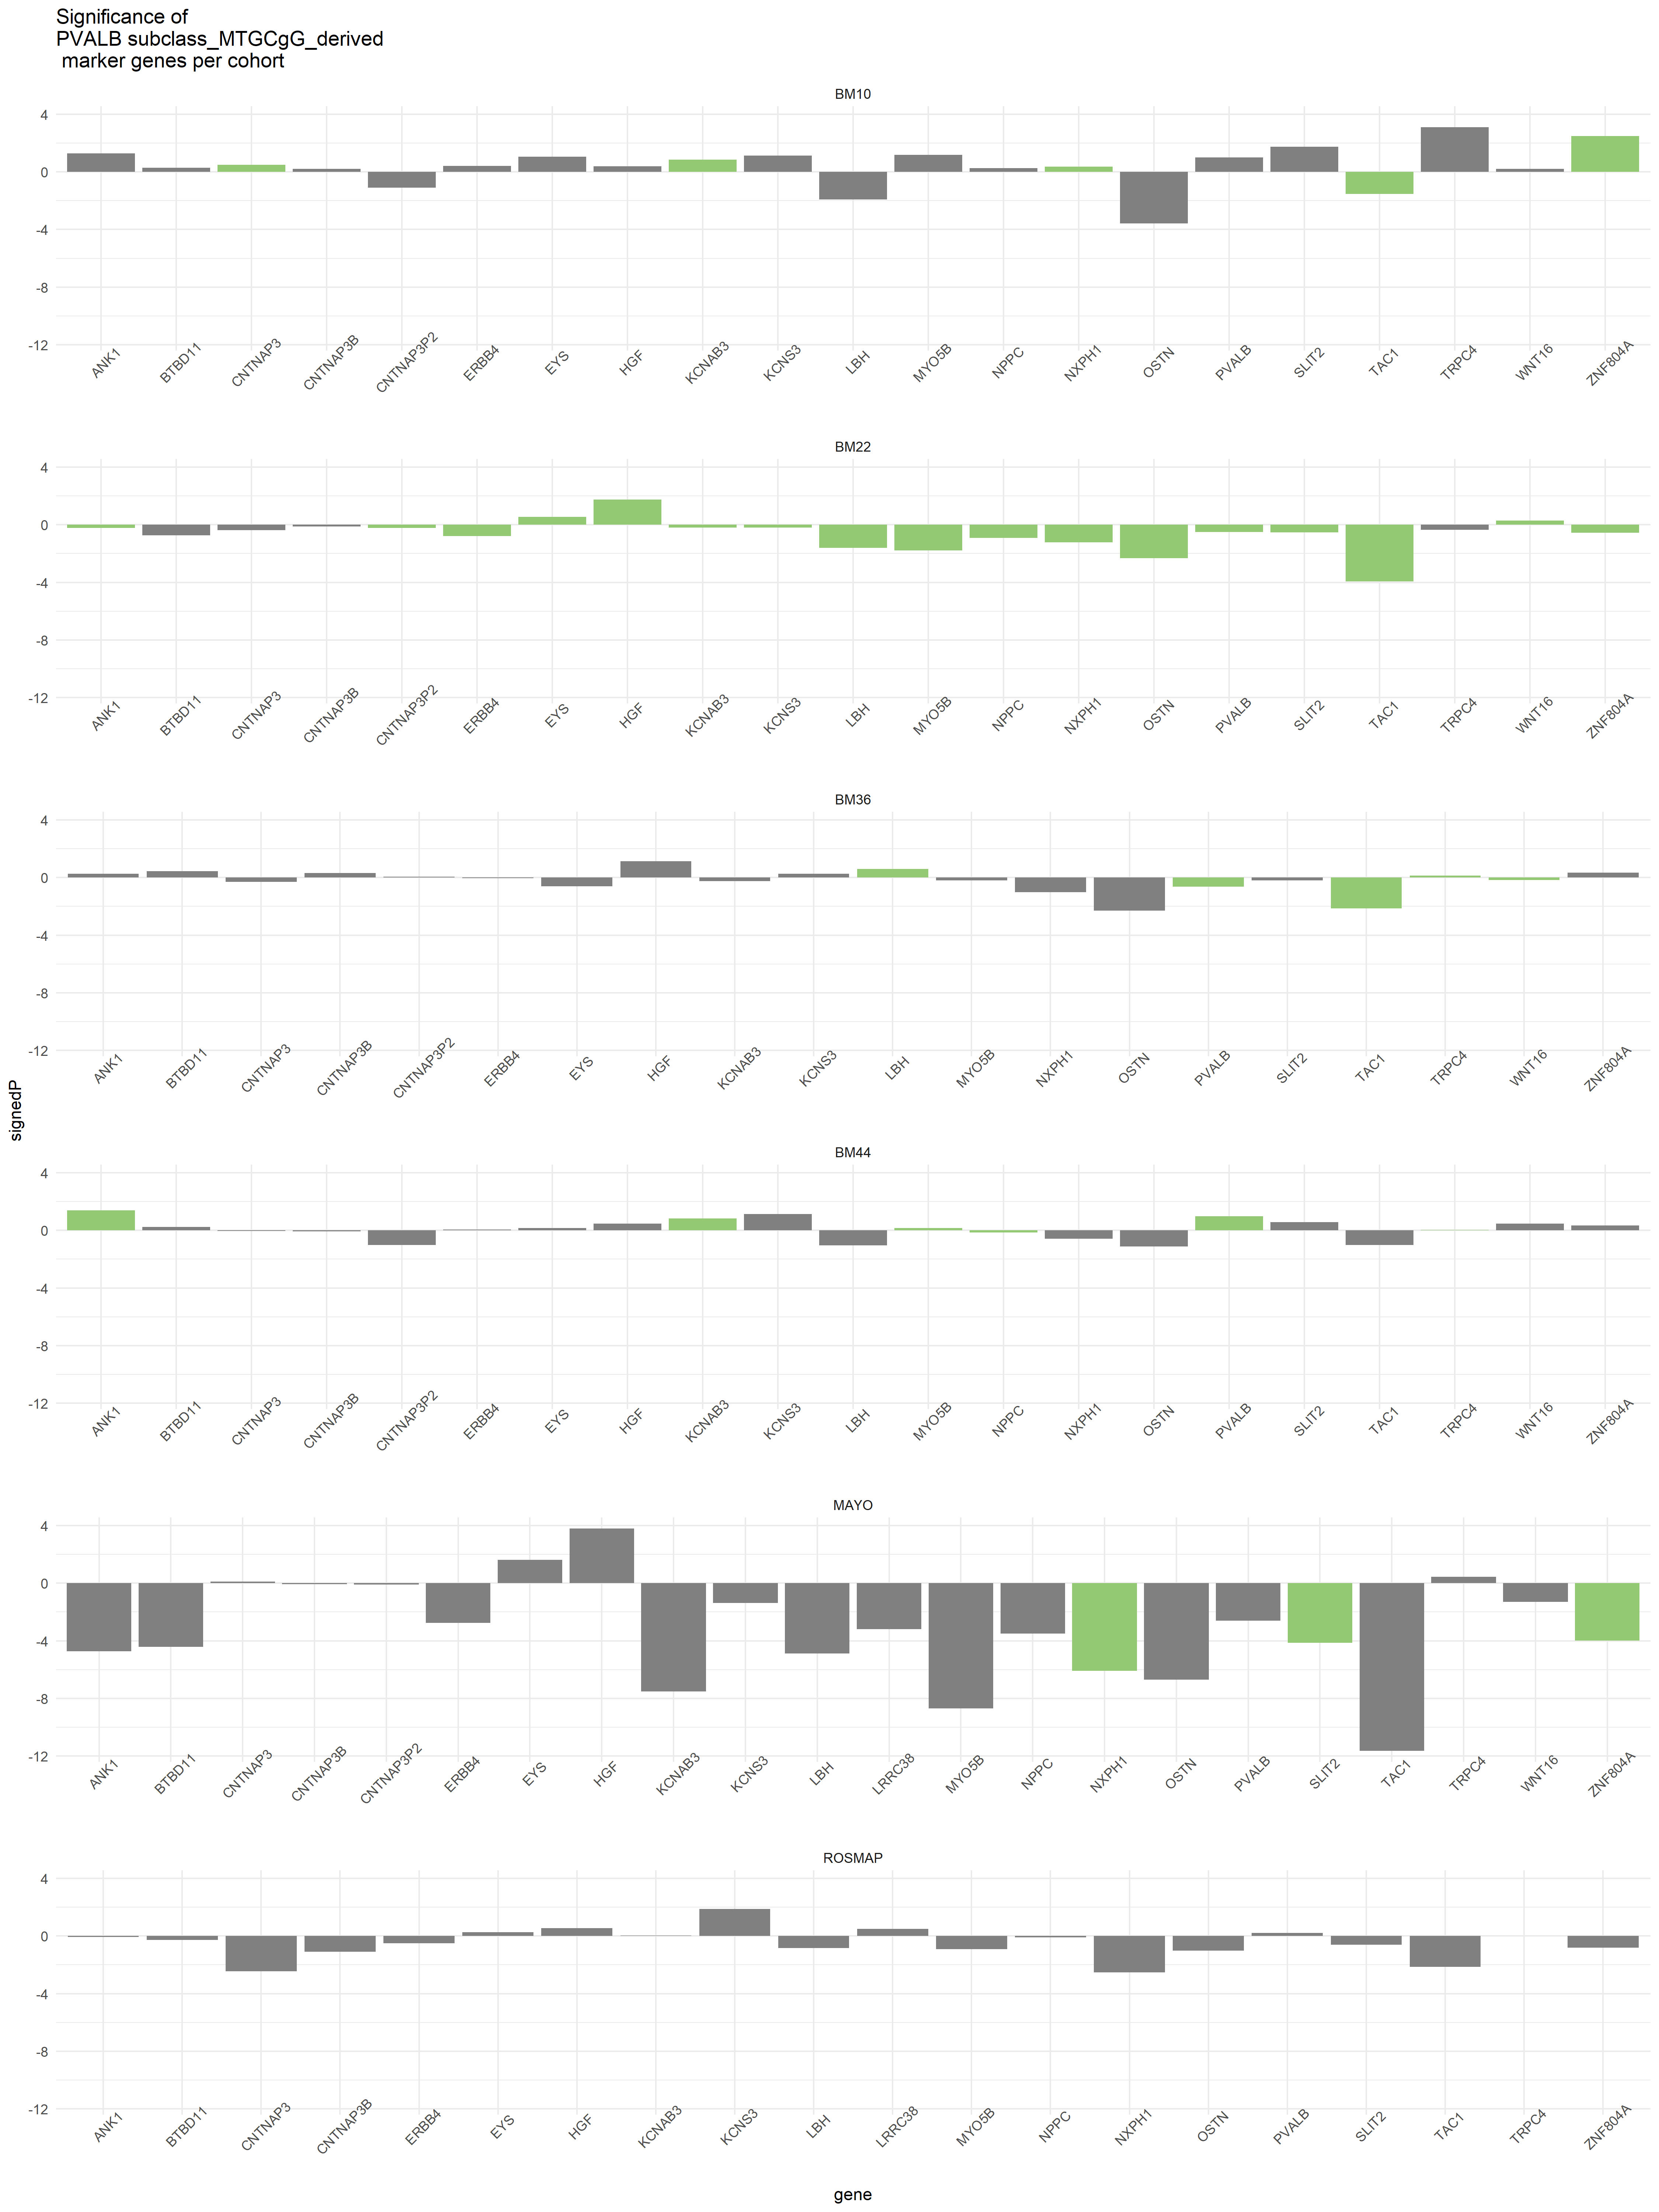 Significance of
PVALB subclass_MTGCgG_derived
marker genes per cohort
signedP
BM10
4
0
-4
-8
-12
ANK1 BTBD11 CNTNAP3 CNTNAP3B CNTNAP3P2 ERBB4 EYS HGF KCNAB3 KCNS3 LBH MYO5B NPPC NXPH1 OSTN PVALB SLIT2 TAC1 TRPC4 WNT16 ZNF804A
BM22
4
0
-4
-8
-12
ANK1 BTBD11 CNTNAP3 CNTNAP3B CNTNAP3P2 ERBB4 EYS HGF KCNAB3 KCNS3 LBH MYO5B NPPC NXPH1 OSTN PVALB SLIT2 TAC1 TRPC4 WNT16 ZNF804A
BM36
4
0
-4
-8
-12
ANK1 BTBD11 CNTNAP3 CNTNAP3B CNTNAP3P2 ERBB4 EYS HGF KCNAB3 KCNS3 LBH MYO5B NXPH1 OSTN PVALB SLIT2 TAC1 TRPC4 WNT16 ZNF804A
BM44
4
0
-4
-8
-12
ANK1 BTBD11 CNTNAP3 CNTNAP3B CNTNAP3P2 ERBB4 EYS HGF KCNAB3 KCNS3 LBH MYO5B NPPC NXPH1 OSTN PVALB SLIT2 TAC1 TRPC4 WNT16 ZNF804A
MAYO
4
0
-4
-8
-12
ANK1 BTBD11 CNTNAP3 CNTNAP3B CNTNAP3P2 ERBB4 EYS HGF KCNAB3 KCNS3 LBH LRRC38 MYO5B NPPC NXPH1 OSTN PVALB SLIT2 TAC1 TRPC4 WNT16 ZNF804A
ROSMAP
4
0
-4
-8
-12
ANK1 BTBD11 CNTNAP3 CNTNAP3B ERBB4 EYS HGF KCNAB3 KCNS3 LBH LRRC38 MYO5B NPPC NXPH1 OSTN PVALB SLIT2 TAC1 TRPC4 ZNF804A
gene